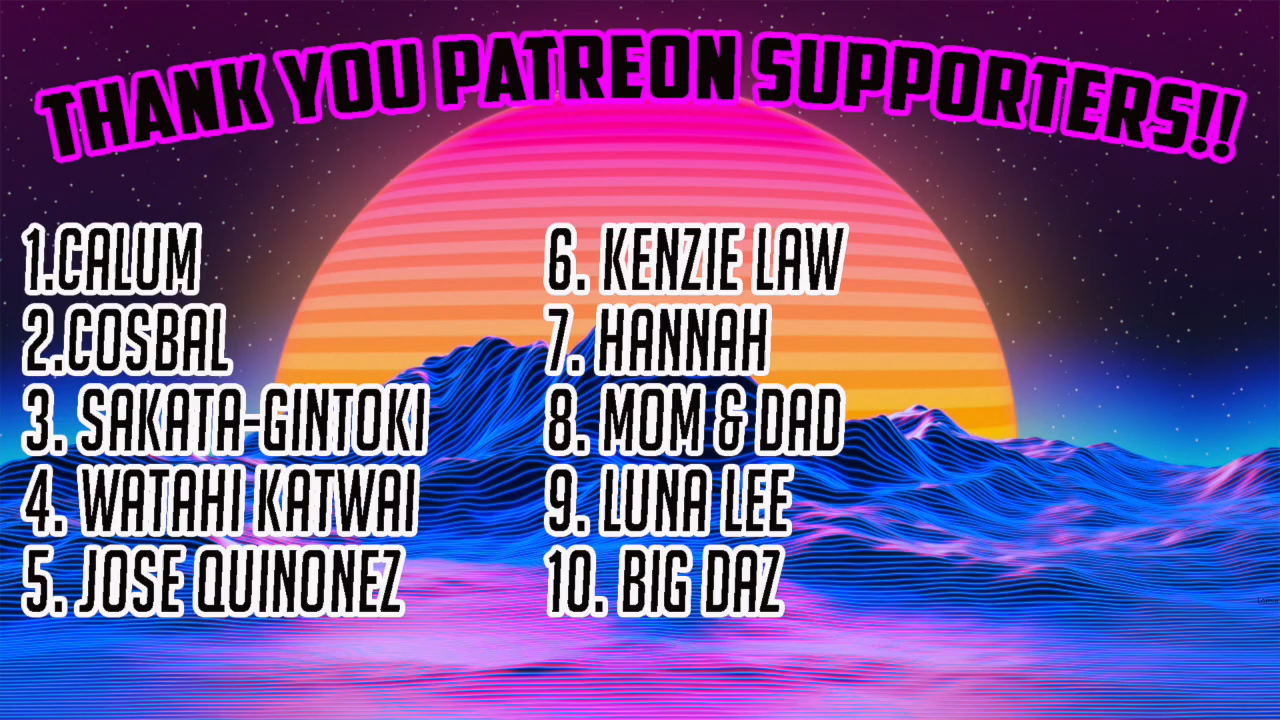 THANK YOU PATREON SUPPORTERS!!
1.CALUM
2.COSBAL
3. SAKATA-GINTOKI
4. WATAHI KATWAI
5. JOSE QUINONEZ
6. KENZIE LAW
7. HANNAH
8. MOM & DAD
9. LUNA LEE
10. BIG DAZ